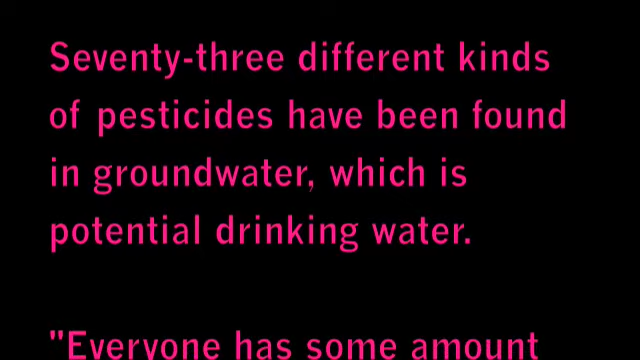 Seventy-three different kinds
of pesticides have been found
in groundwater, which is
potential drinking water.
"Everyone has some amount